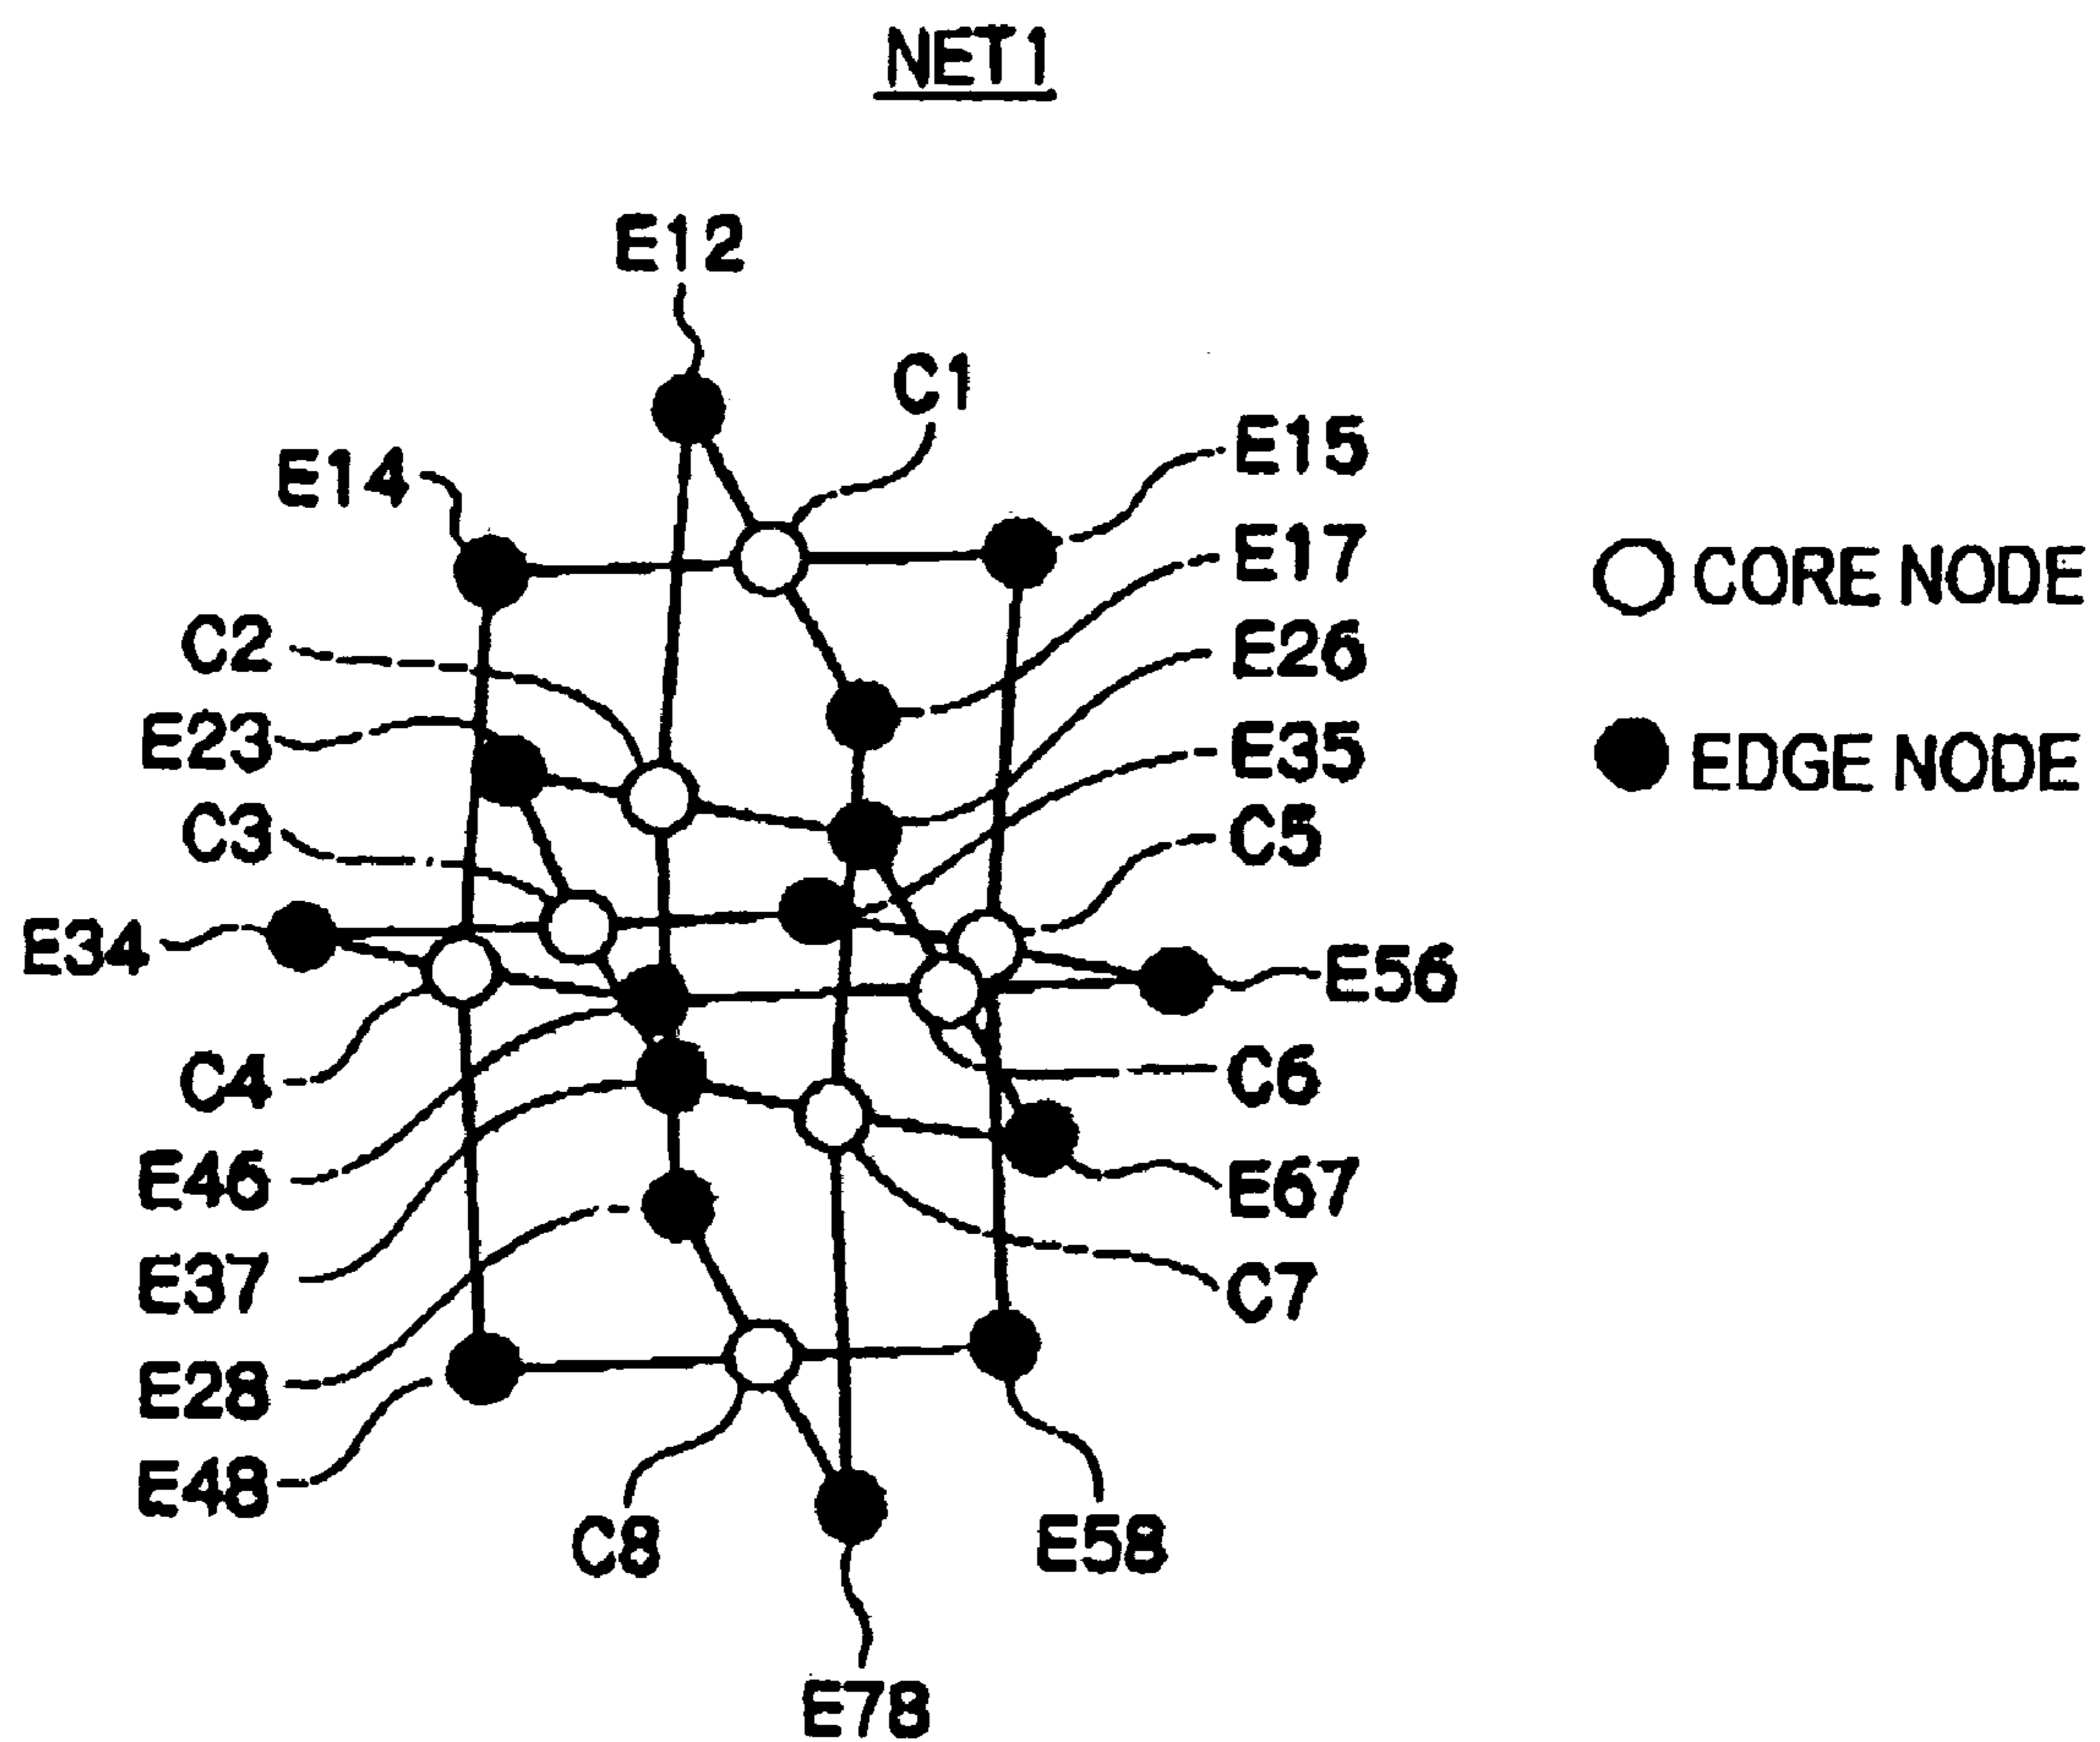 NET1
E12
C1
E14
E15
E17
C2
E26
E23
E35
C3
C5
E34
E56
C4
C6
E46
E67
E37
C7
E28
E48
C8
E58
E78
CORE NODE
EDGE NODE